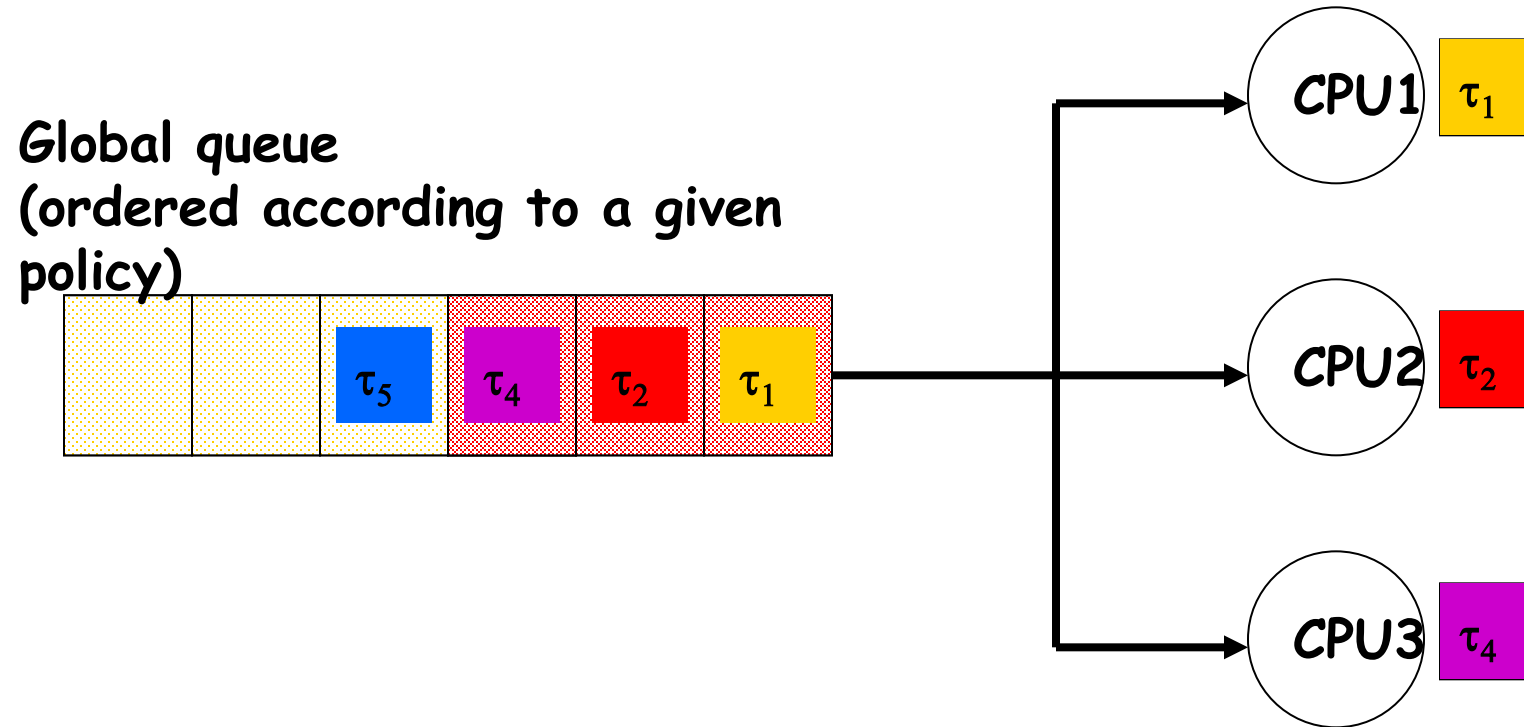 Global queue
(ordered according to a given
policy)
τ5 τ4 τ2 τ1
CPU1 τ1
CPU2 τ2
CPU3 τ4